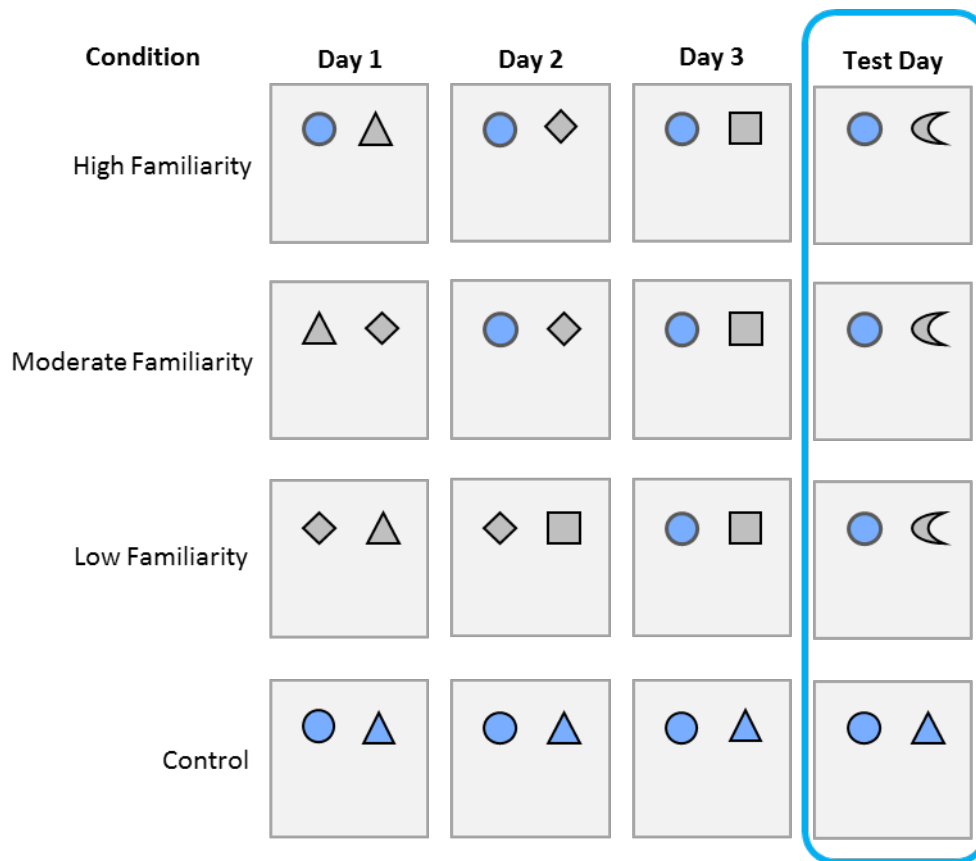 Condition Day 1 Day 2 Day 3 Test Day
High Familiarity
Moderate Familiarity
Low Familiarity
Control